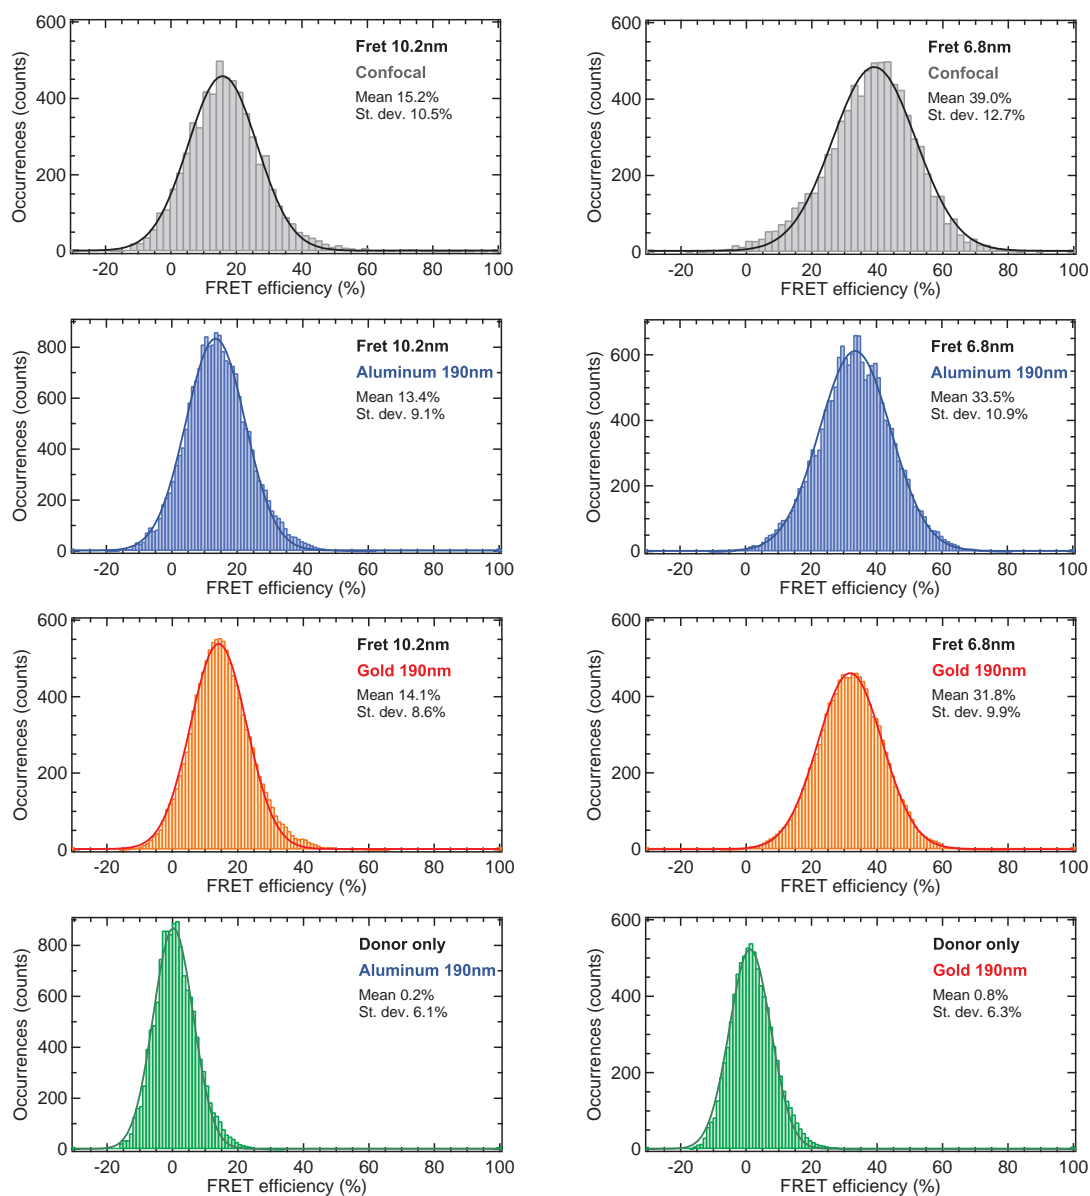 Fret 10.2nm
Confocal
Mean 15.2%
St. dev. 10.5%
Occurrences (counts)
600
400
200
0
-20 0 20 40 60 80 100
FRET efficiency (%)
Fret 6.8nm
Confocal
Mean 39.0%
St. dev. 12.7%
Occurrences (counts)
600
400
200
0
-20 0 20 40 60 80 100
FRET efficiency (%)
Fret 10.2nm
Aluminum 190nm
Mean 13.4%
St. dev. 9.1%
Occurrences (counts)
800
600
400
200
0
-20 0 20 40 60 80 100
FRET efficiency (%)
Fret 6.8nm
Aluminum 190nm
Mean 33.5%
St. dev. 10.9%
Occurrences (counts)
600
400
200
0
-20 0 20 40 60 80 100
FRET efficiency (%)
Fret 10.2nm
Gold 190nm
Mean 14.1%
St. dev. 8.6%
Occurrences (counts)
600
400
200
0
-20 0 20 40 60 80 100
FRET efficiency (%)
Fret 6.8nm
Gold 190nm
Mean 31.8%
St. dev. 9.9%
Occurrences (counts)
600
400
200
0
-20 0 20 40 60 80 100
FRET efficiency (%)
Donor only
Aluminum 190nm
Mean 0.2%
St. dev. 6.1%
Occurrences (counts)
800
600
400
200
0
-20 0 20 40 60 80 100
FRET efficiency (%)
Donor only
Gold 190nm
Mean 0.8%
St. dev. 6.3%
Occurrences (counts)
600
400
200
0
-20 0 20 40 60 80 100
FRET efficiency (%)